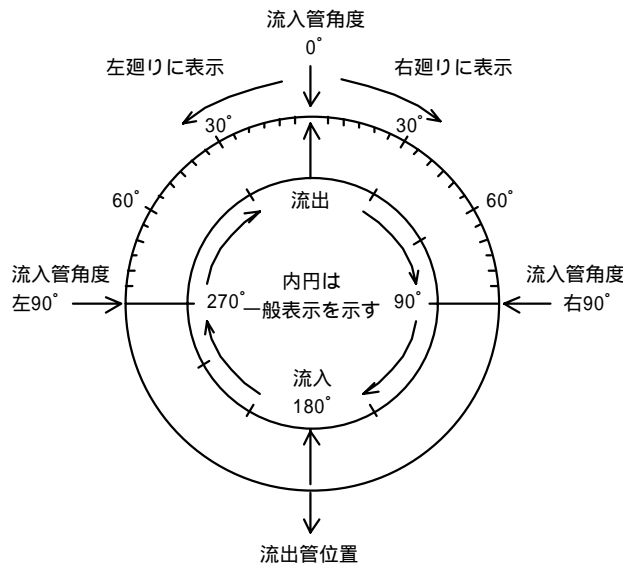 流入管角度
0°
左廻りに表示
右廻りに表示
30°
30°
60°
60°
流出
流入管角度
左90°
流入管角度
右90°
内円は
一般表示を示す
270°
90°
流入
180°
流出管位置